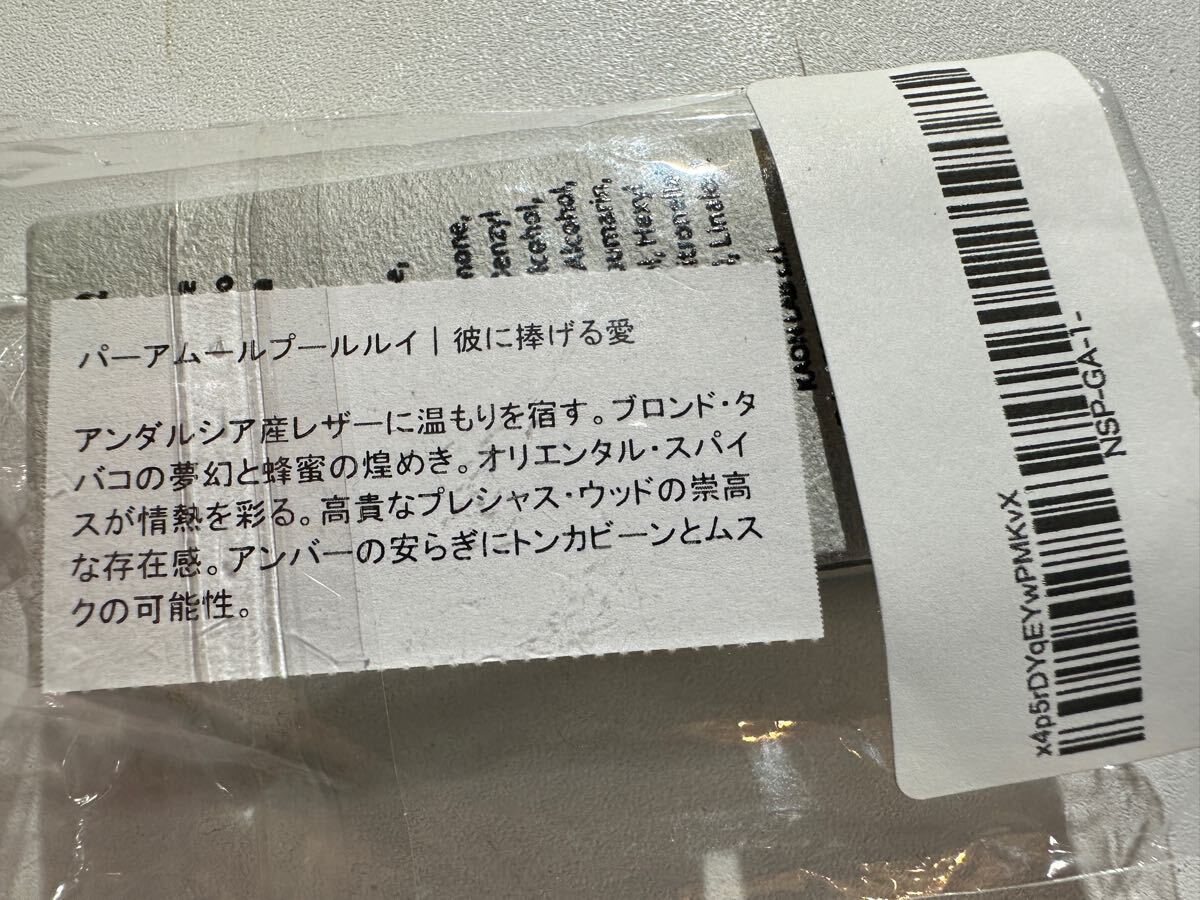 パーアムールプールルイ | 彼に捧げる愛
アンダルシア産レザーに温もりを宿す。ブロンド・タ
バコの夢幻と蜂蜜の煌めき。オリエンタル・スパイ
スが情熱を彩る。高貴なプレシャス・ウッドの崇高
な存在感。アンバーの安らぎにトンカビーンとムス
クの可能性。
Alcohol,
Hexyl
KAON LAB
x4p5rDYqEYwPMKvX
NSP-GA-1-